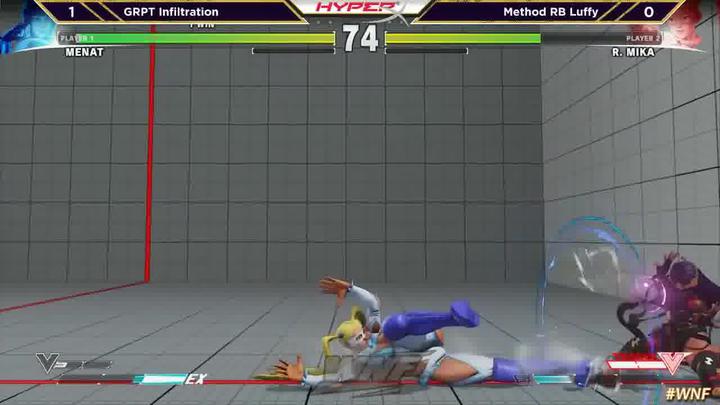 1 GRPT Infiltration HYPER Method RB Luffy 0
1 WIN
PLAYER 1 74 PLAYER 2
MENAT R. MIKA
V EX V
WNF
#WNF